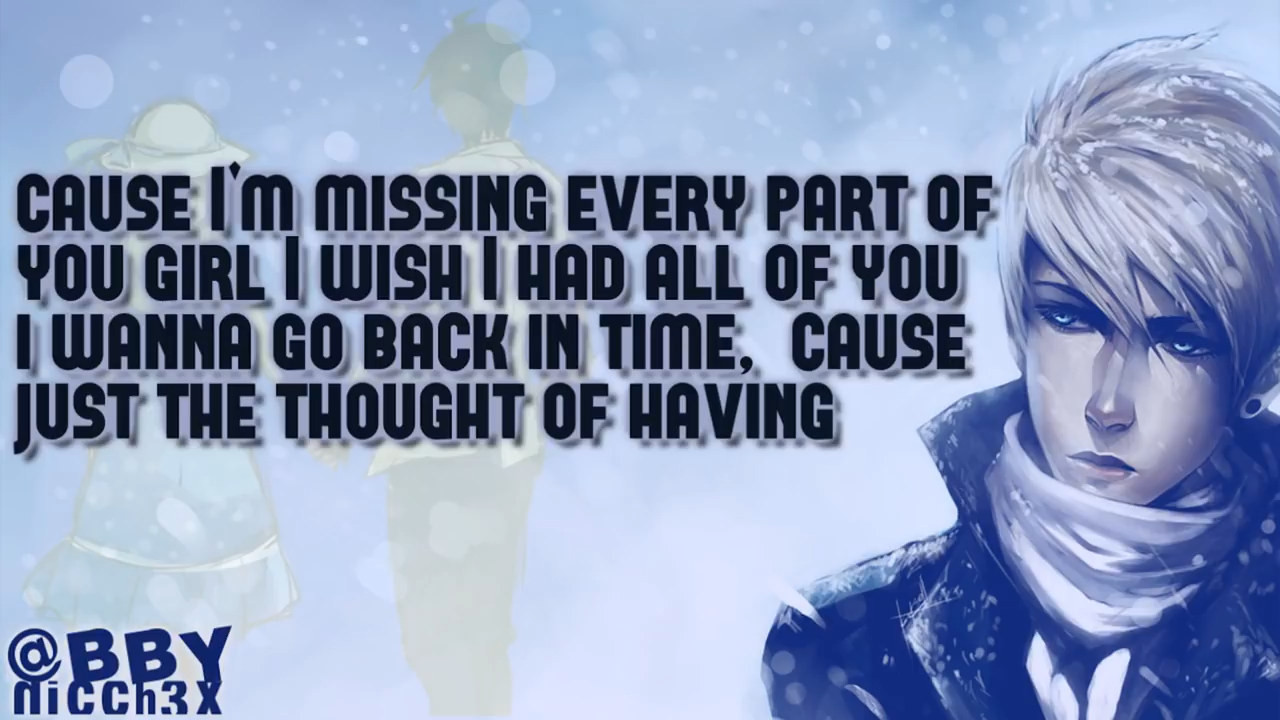 CAUSE I'M MISSING EVERY PART OF
YOU GIRL I WISH I HAD ALL OF YOU
I WANNA GO BACK IN TIME, CAUSE
JUST THE THOUGHT OF HAVING
@BBY
nicch3x